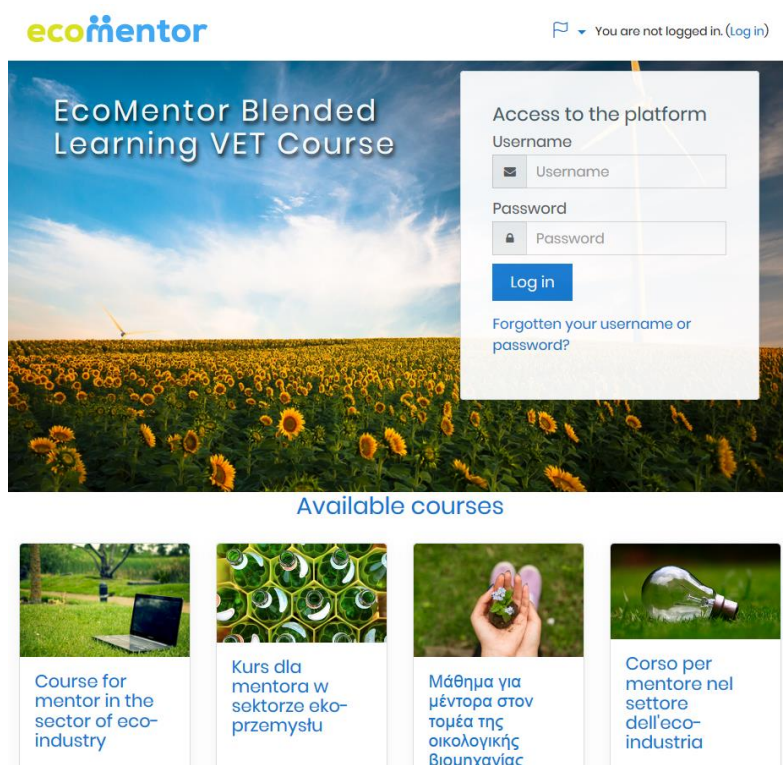 ecomentor
You are not logged in. (Log in)
EcoMentor Blended
Learning VET Course
Access to the platform
Username
Username
Password
Password
Log in
Forgotten your username or
password?
Available courses
Course for
mentor in the
sector of eco-
industry
Kurs dla
mentora w
sektorze eko-
przemysłu
Μάθημα για
μέντορα στον
τομέα της
οικολογικής
βιομηχανίας
Corso per
mentore nel
settore
dell'eco-
industria